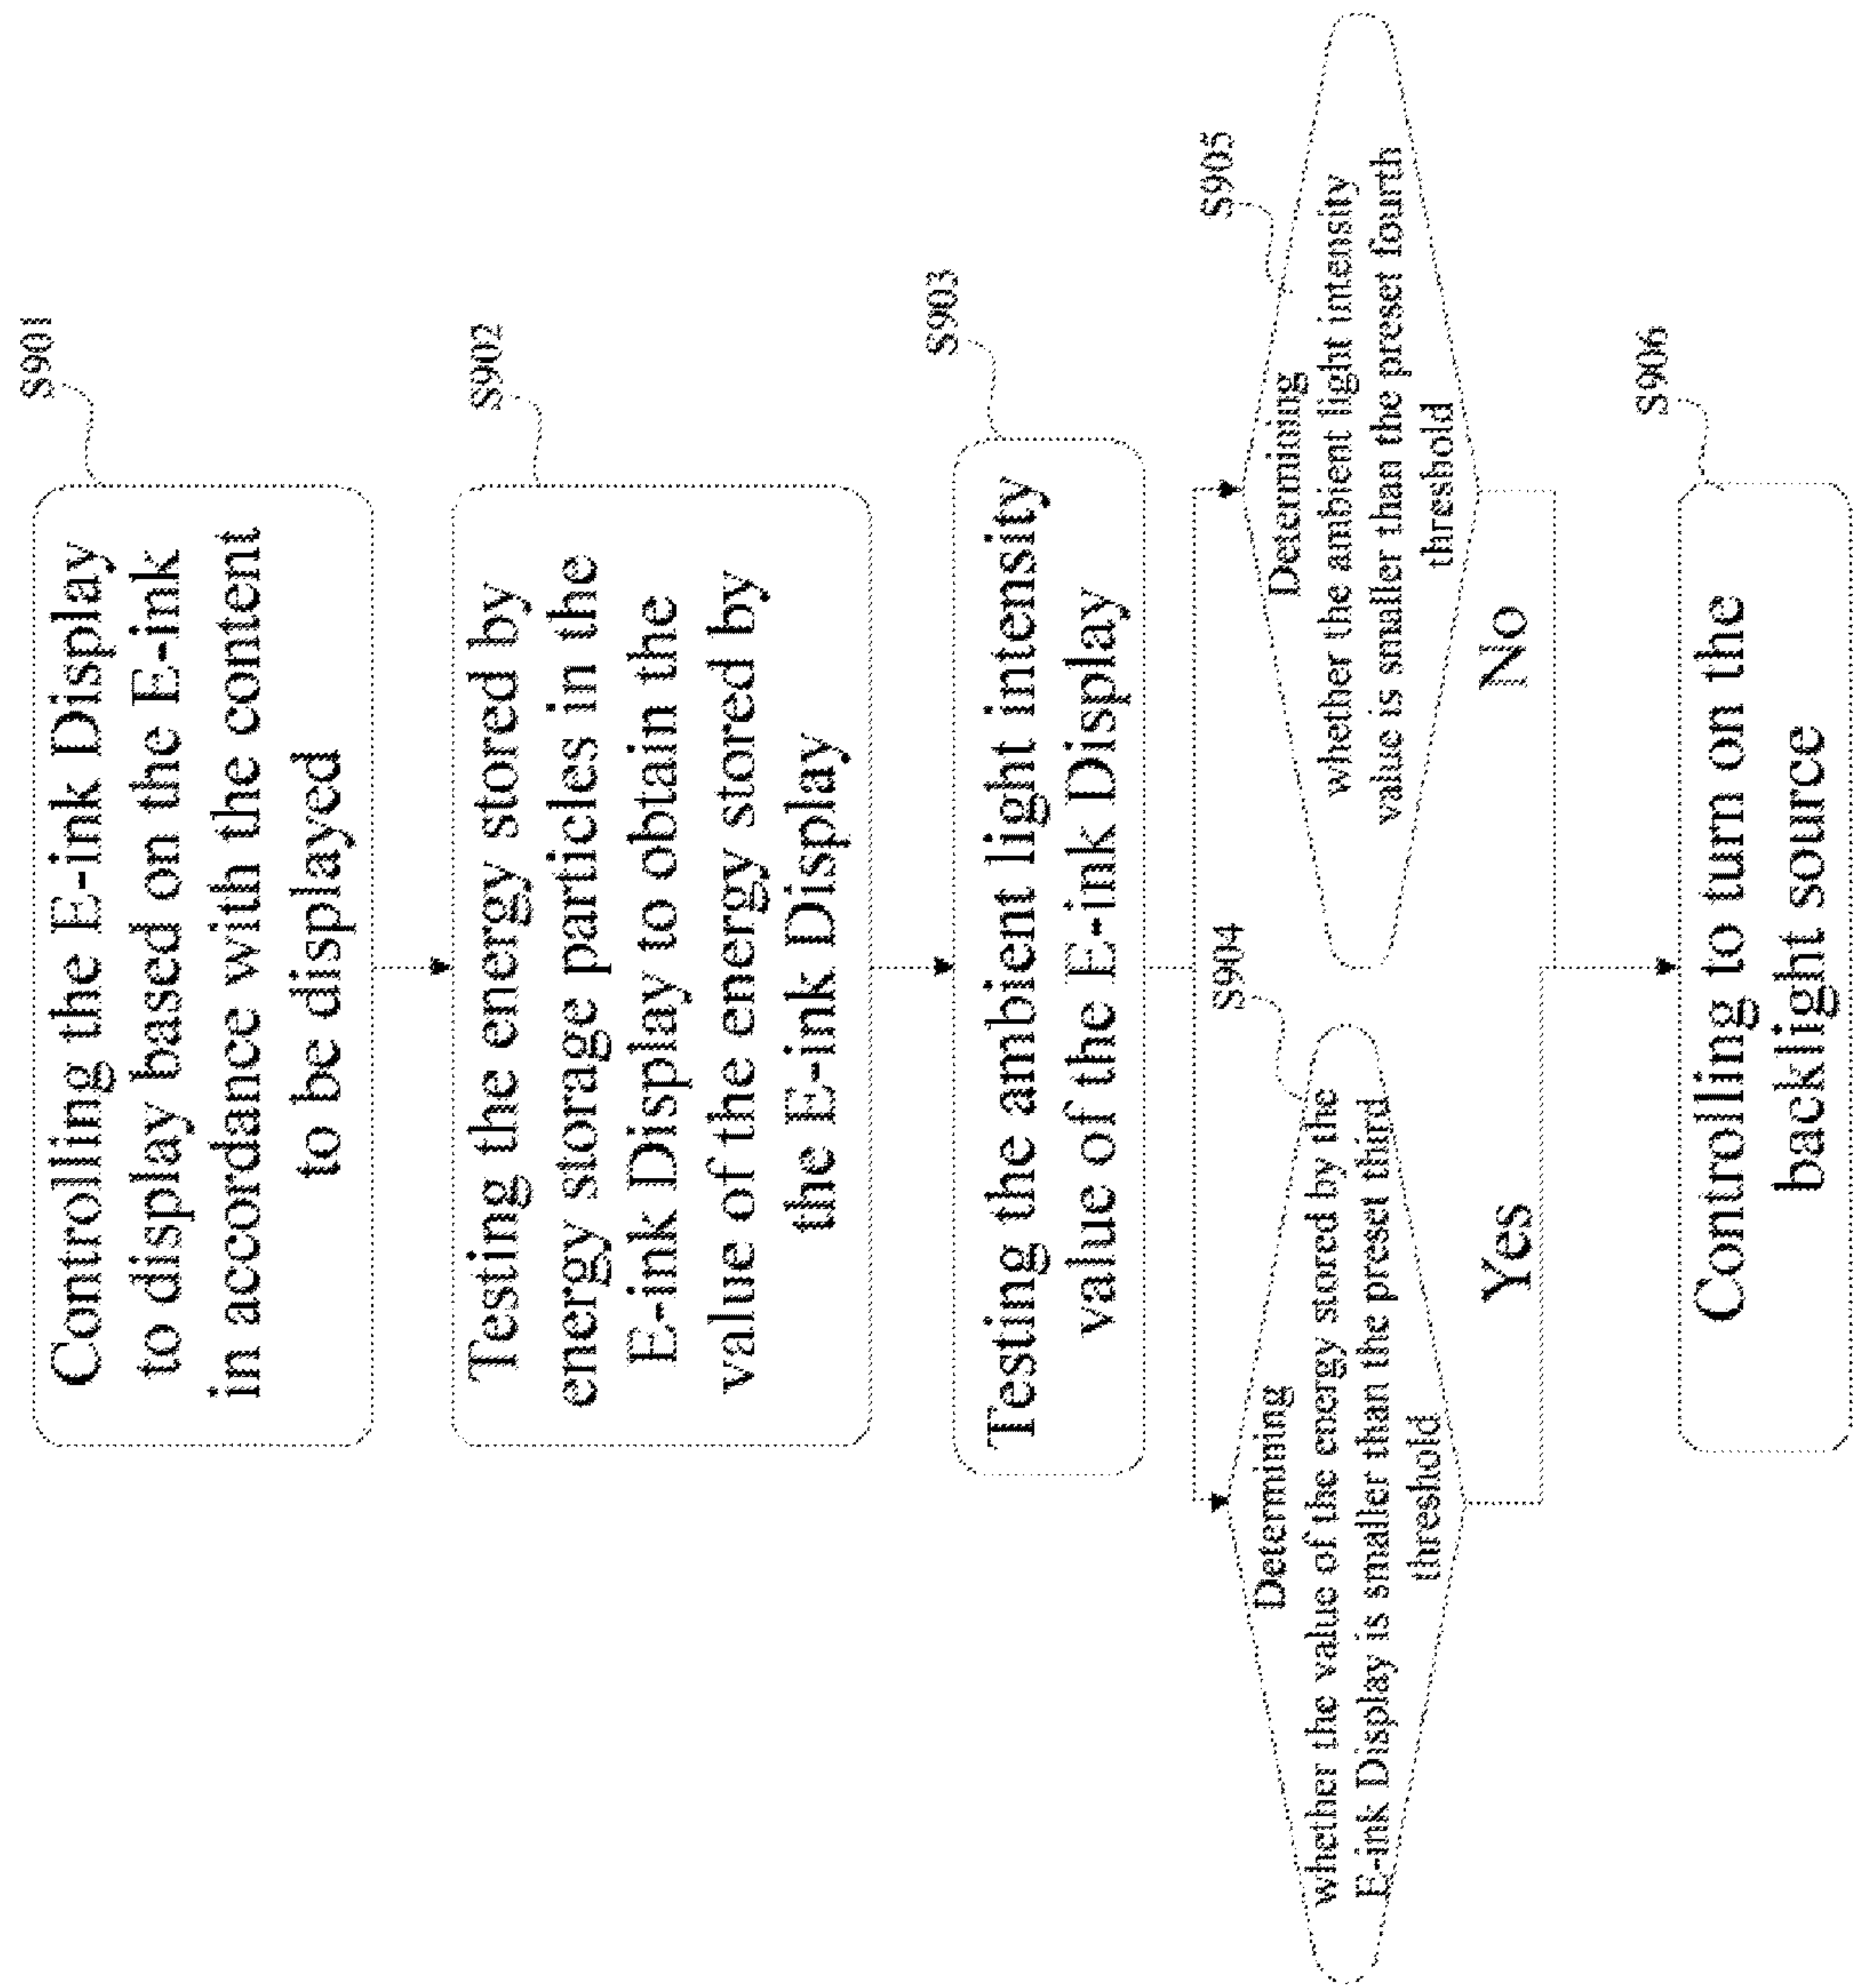 S901
Controlling the E-ink Display
to display based on the E-ink
in accordance with the content
to be displayed
S902
Testing the energy stored by
energy storage particles in the
E-ink Display to obtain the
value of the energy stored by
the E-ink Display
S903
Testing the ambient light intensity
value of the E-ink Display
S904
Determining
whether the value of the energy stored by the
E-ink Display is smaller than the preset third
threshold
Yes
S905
Determining
whether the ambient light intensity
value is smaller than the preset fourth
threshold
No
S906
Controlling to turn on the
backlight source